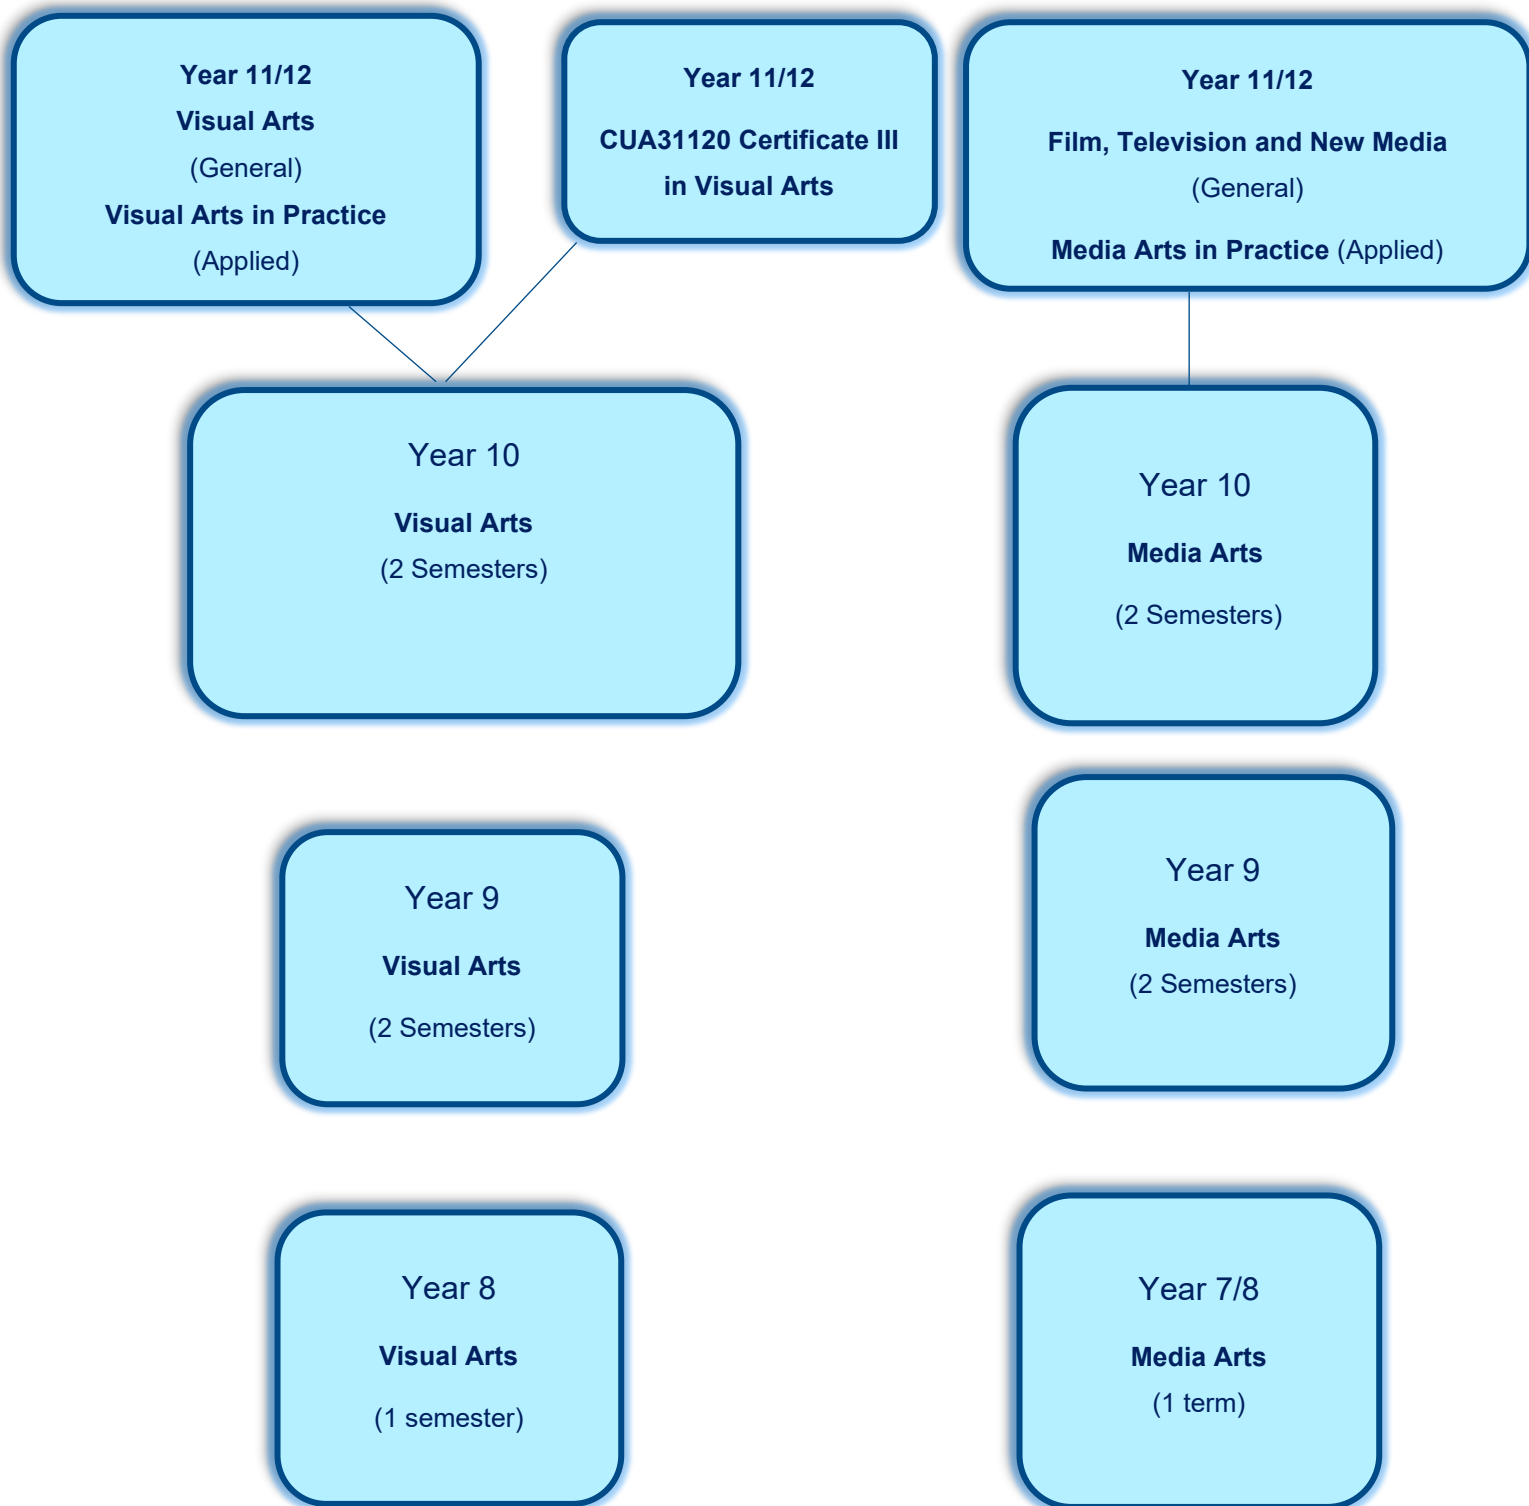 Year 11/12
Visual Arts
(General)
Visual Arts in Practice
(Applied)
Year 11/12
CUA31120 Certificate III
in Visual Arts
Year 11/12
Film, Television and New Media
(General)
Media Arts in Practice (Applied)
Year 10
Visual Arts
(2 Semesters)
Year 10
Media Arts
(2 Semesters)
Year 9
Visual Arts
(2 Semesters)
Year 9
Media Arts
(2 Semesters)
Year 8
Visual Arts
(1 semester)
Year 7/8
Media Arts
(1 term)